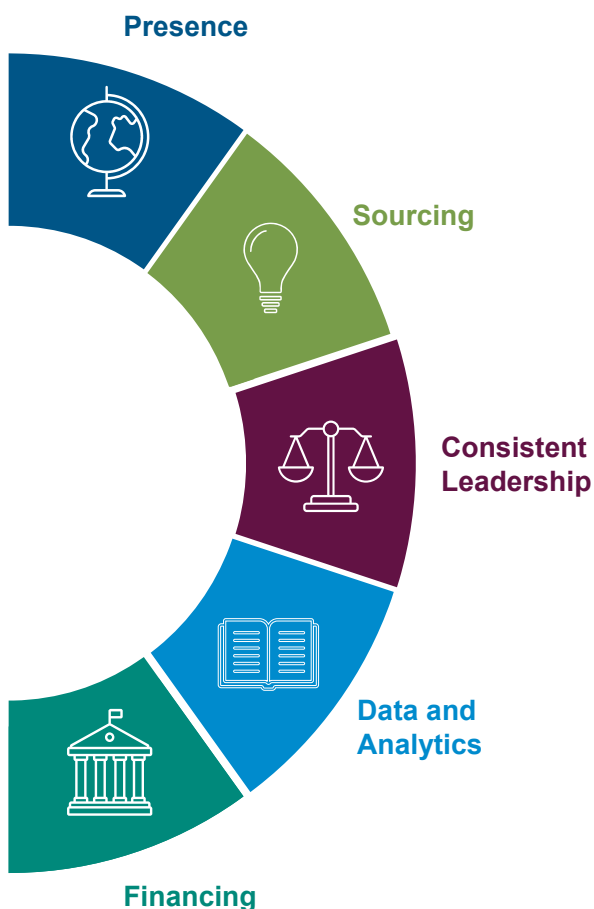 Presence
Sourcing
Consistent
Leadership
Data and
Analytics
Financing